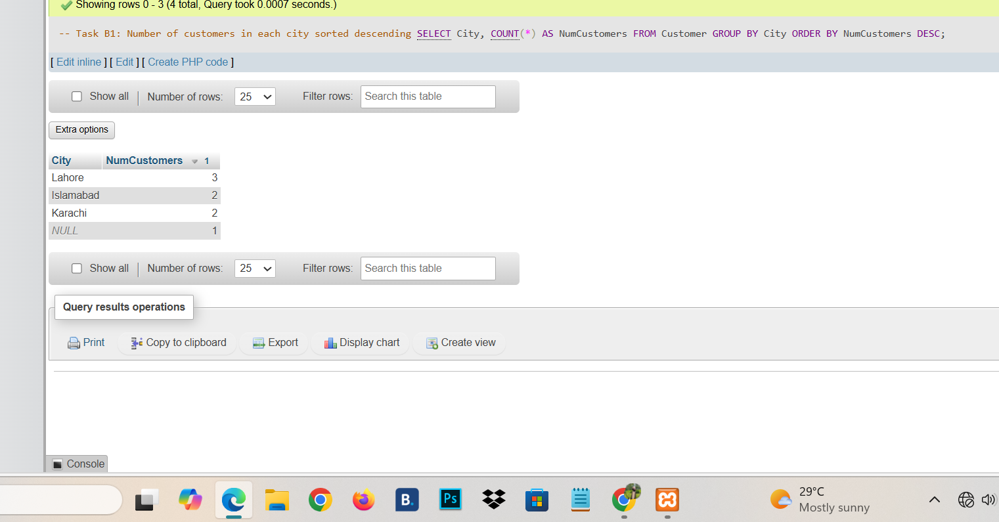 Showing rows 0 - 3 (4 total, Query took 0.0007 seconds.)
-- Task B1: Number of customers in each city sorted descending SELECT City, COUNT(*) AS NumCustomers FROM Customer GROUP BY City ORDER BY NumCustomers DESC;
[ Edit inline ] [ Edit ] [ Create PHP code ]
Show all | Number of rows: 25 Filter rows: Search this table
Extra options
City NumCustomers 1
Lahore 3
Islamabad 2
Karachi 2
NULL 1
Show all | Number of rows: 25 Filter rows: Search this table
Query results operations
Print Copy to clipboard Export Display chart Create view
Console
B. Ps 29°C
Mostly sunny